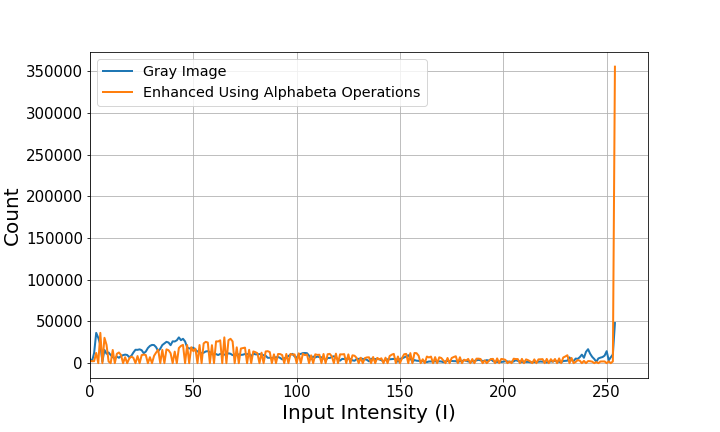 Gray Image
Enhanced Using Alphabeta Operations
350000
300000
250000
200000
150000
100000
50000
0
Count
0 50 100 150 200 250
Input Intensity (I)